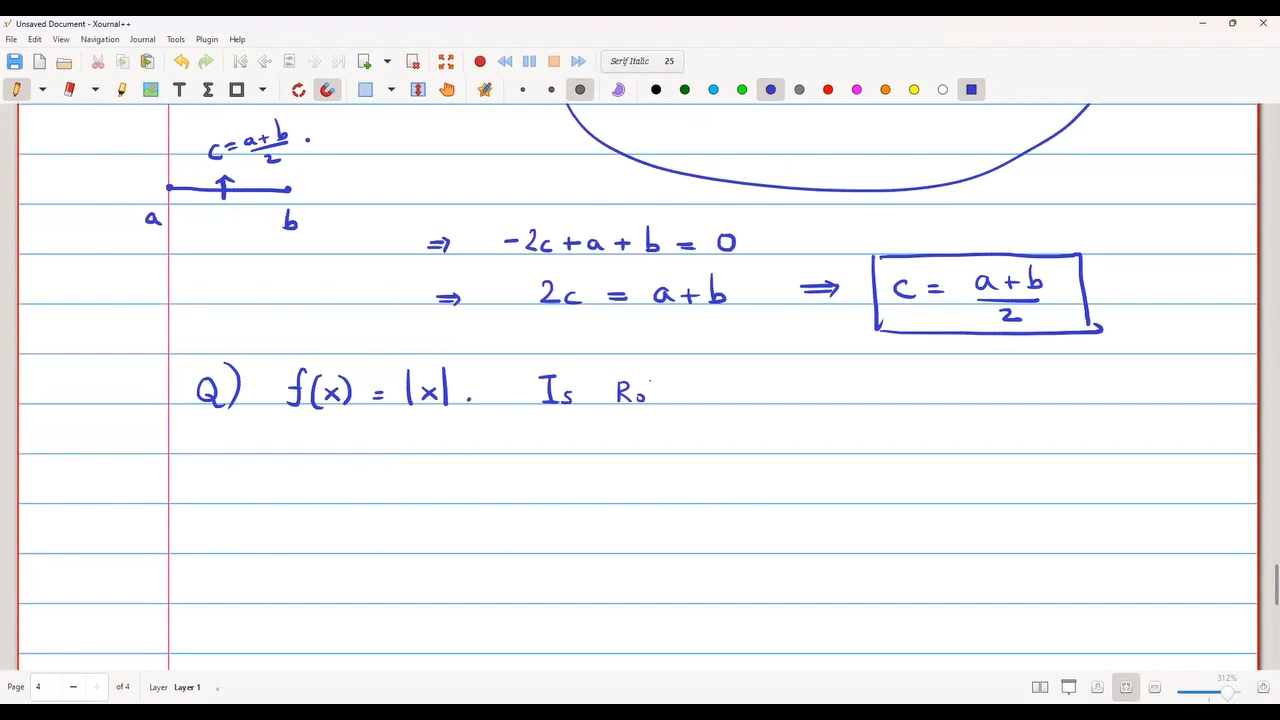 Unsaved Document - Xournal++
File Edit View Navigation Journal Tools Plugin Help
Serif Italic 25
c = a+b/2 .
a b
⇒ -2c + a + b = 0
⇒ 2c = a+b ⇒ c = a+b/2
Q) f(x) = |x| . Is Ro
Page 4 of 4 Layer Layer 1 312%